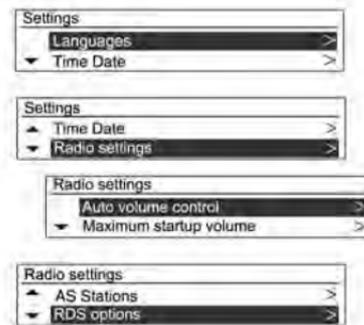 Settings
Languages >
Time Date >
Settings
Time Date >
Radio settings >
Radio settings
Auto volume control >
Maximum startup volume >
Radio settings
AS Stations >
RDS options >